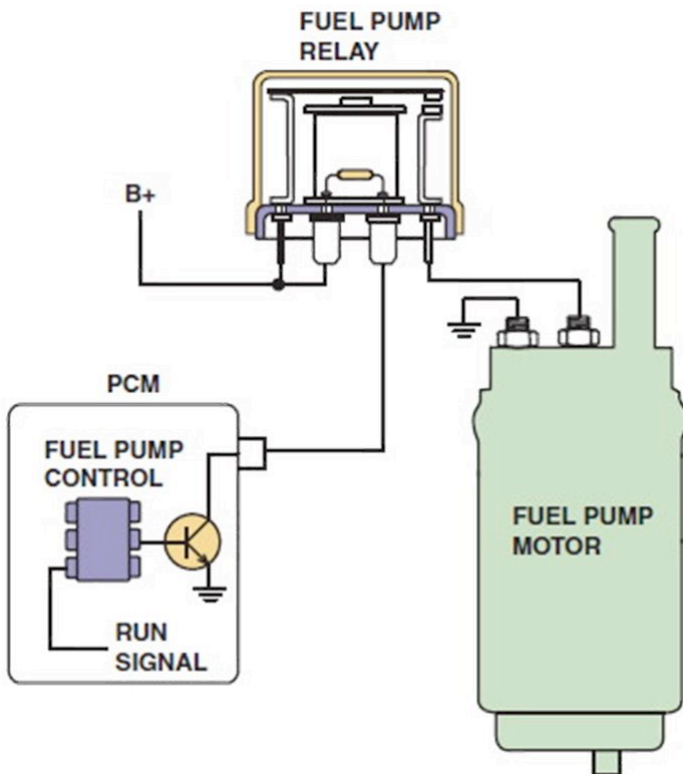 FUEL PUMP
RELAY
B+
PCM
FUEL PUMP
CONTROL
RUN
SIGNAL
FUEL PUMP
MOTOR